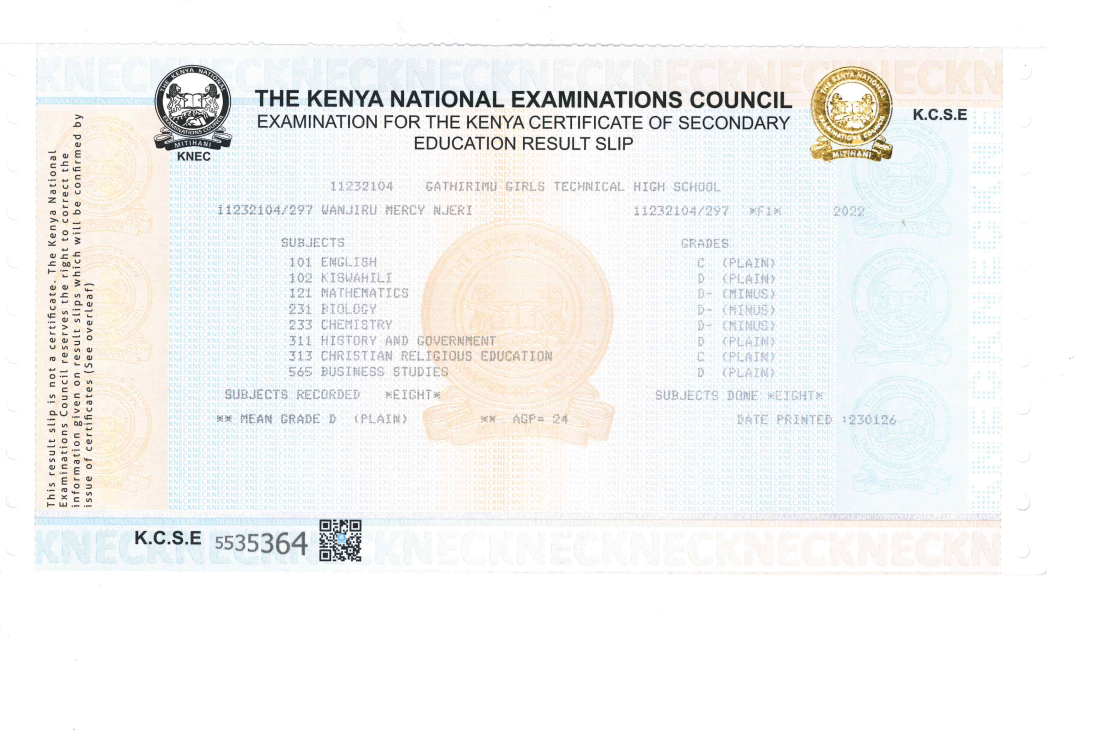 THE KENYA NATIONAL EXAMINATIONS COUNCIL
EXAMINATION FOR THE KENYA CERTIFICATE OF SECONDARY
EDUCATION RESULT SLIP
K.C.S.E
MITIHANI
KNEC
MITIHANI
11232104 GATHIRIMU GIRLS TECHNICAL HIGH SCHOOL
11232104/297 WANJIRU MERCY NJERI 11232104/297 *F1* 2022
SUBJECTS GRADES
101 ENGLISH C (PLAIN)
102 KISWAHILI D (PLAIN)
121 MATHEMATICS D- (MINUS)
231 BIOLOGY D- (MINUS)
233 CHEMISTRY D- (MINUS)
311 HISTORY AND GOVERNMENT D (PLAIN)
313 CHRISTIAN RELIGIOUS EDUCATION C (PLAIN)
565 BUSINESS STUDIES D (PLAIN)
SUBJECTS RECORDED *EIGHT* SUBJECTS DONE *EIGHT*
** MEAN GRADE D (PLAIN) ** AGP= 24 DATE PRINTED :230126
This result slip is not a certificate. The Kenya National
Examinations Council reserves the right to correct the
information given on result slips which will be confirmed by
issue of certificates (See overleaf)
K.C.S.E 5535364